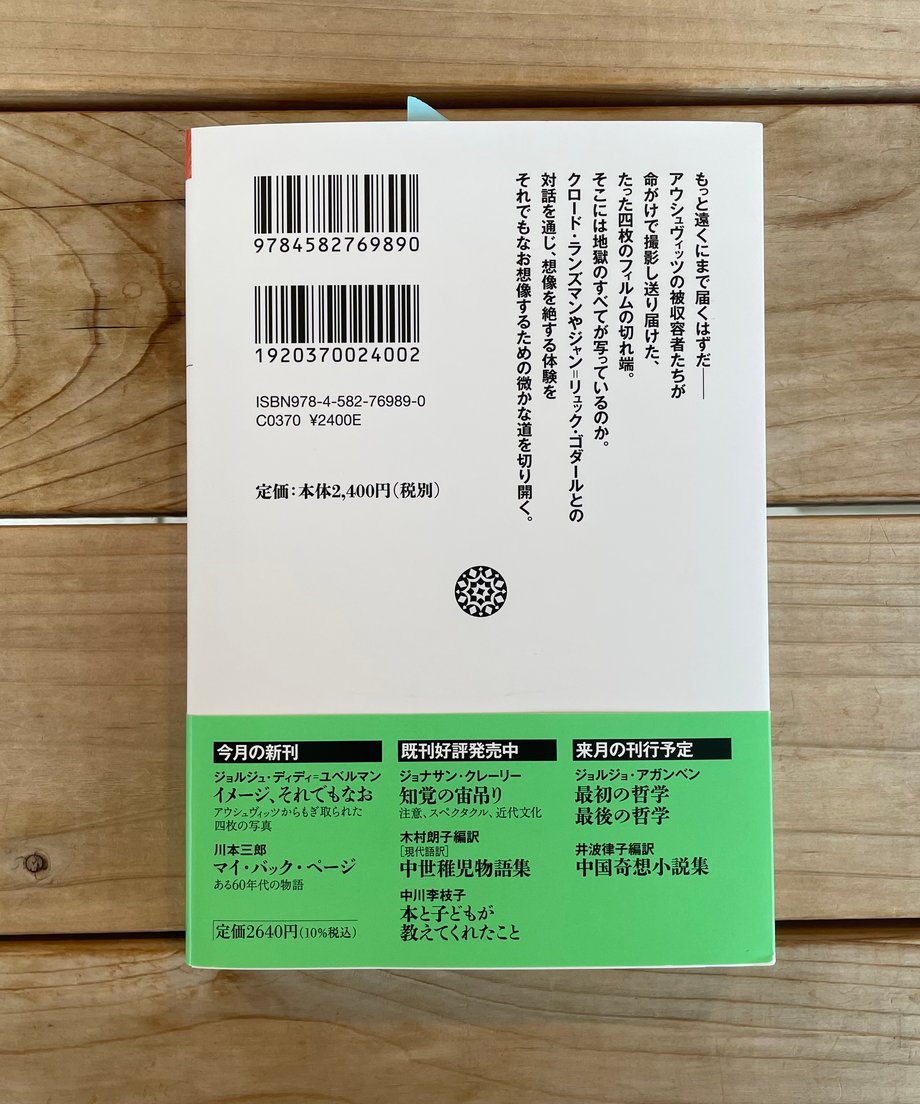 もっと遠くにまで届くはずだ――
アウシュヴィッツの被収容者たちが
命がけで撮影し送り届けた、
たった四枚のフィルムの切れ端。
そこには地獄のすべてが写っているのか。
クロード・ランズマンやジャン=リュック・ゴダールとの
対話を通じ、想像を絶する体験を
それでもなお想像するための微かな道を切り開く。
9784582769890
1920370024002
ISBN978-4-582-76989-0
C0370 ¥2400E
定価:本体2,400円(税別)
今月の新刊
ジョルジュ・ディディ=ユベルマン
イメージ、それでもなお
アウシュヴィッツからもぎ取られた
四枚の写真
川本三郎
マイ・バック・ページ
ある60年代の物語
定価2640円(10%税込)
既刊好評発売中
ジョナサン・クレーリー
知覚の宙吊り
注意、スペクタクル、近代文化
木村朗子編訳
[現代語訳]
中世稚児物語集
中川李枝子
本と子どもが
教えてくれたこと
来月の刊行予定
ジョルジョ・アガンベン
最初の哲学
最後の哲学
井波律子編訳
中国奇想小説集